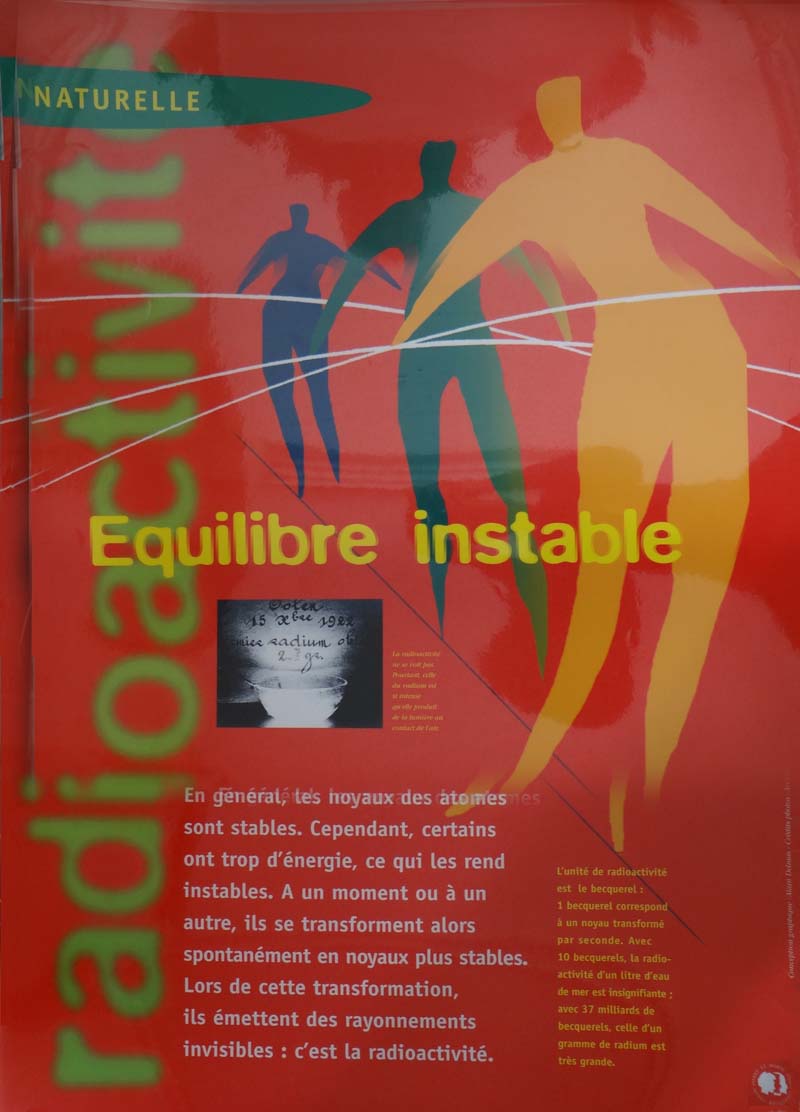 NATURELLE
radioactivité
Equilibre instable
15 Xbre 1922
radium
2 gr.
La radioactivité
ne se voit pas.
Pourtant, celle
du radium est
si intense
qu'elle produit
de la lumière au
contact de l'air.
En général, les noyaux des atomes
sont stables. Cependant, certains
ont trop d'énergie, ce qui les rend
instables. A un moment ou à un
autre, ils se transforment alors
spontanément en noyaux plus stables.
Lors de cette transformation,
ils émettent des rayonnements
invisibles : c'est la radioactivité.
L'unité de radioactivité
est le becquerel :
1 becquerel correspond
à un noyau transformé
par seconde. Avec
10 becquerels, la radio-
activité d'un litre d'eau
de mer est insignifiante ;
avec 37 milliards de
becquerels, celle d'un
gramme de radium est
très grande.
Conception graphique : Alain Crédits photos :